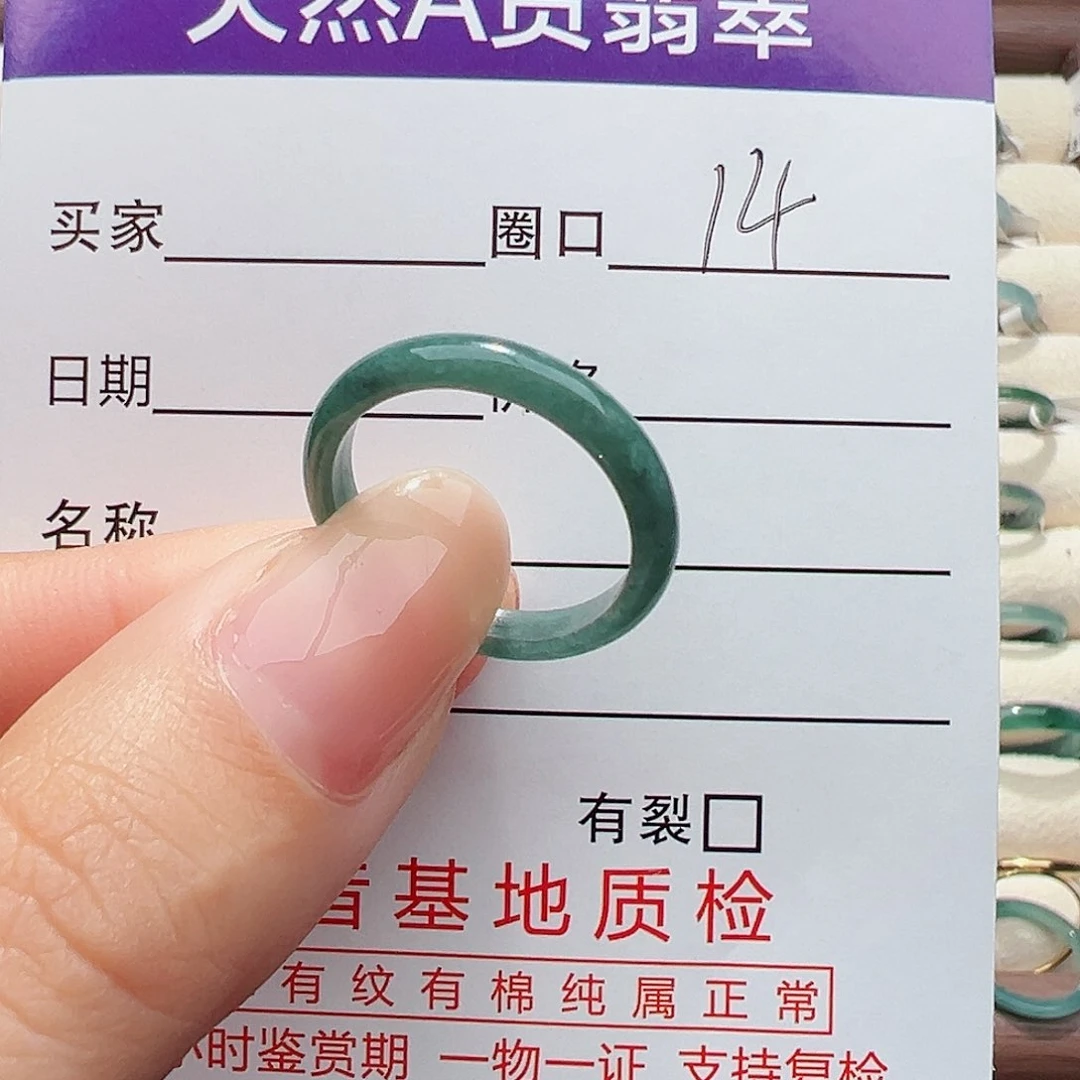 天然A货翡翠
买家 圈口 14
日期
名称
有裂□
基地质检
有纹有棉纯属正常
小时鉴赏期 一物一证 支持复检